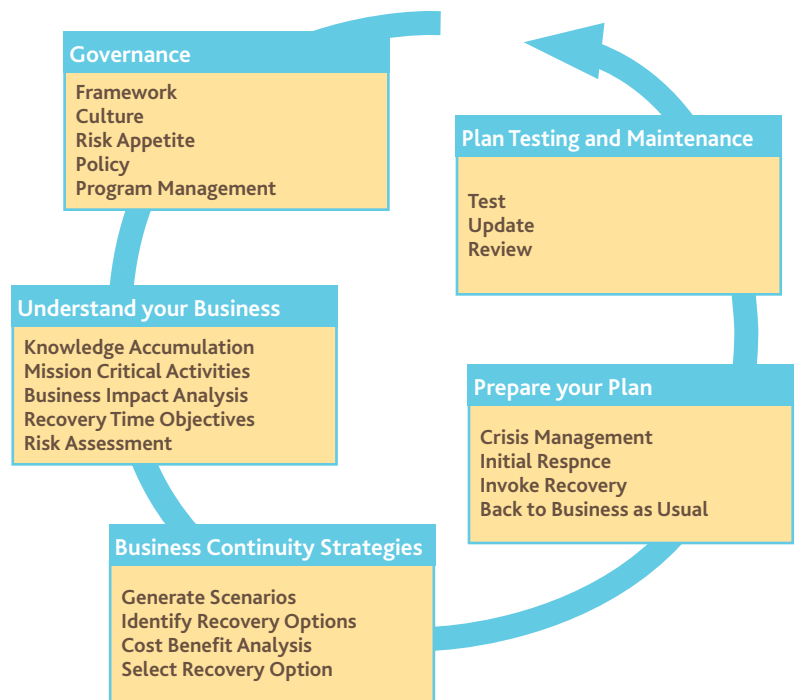 Governance
Framework
Culture
Risk Appetite
Policy
Program Management
Understand your Business
Knowledge Accumulation
Mission Critical Activities
Business Impact Analysis
Recovery Time Objectives
Risk Assessment
Business Continuity Strategies
Generate Scenarios
Identify Recovery Options
Cost Benefit Analysis
Select Recovery Option
Prepare your Plan
Crisis Management
Initial Respnce
Invoke Recovery
Back to Business as Usual
Plan Testing and Maintenance
Test
Update
Review